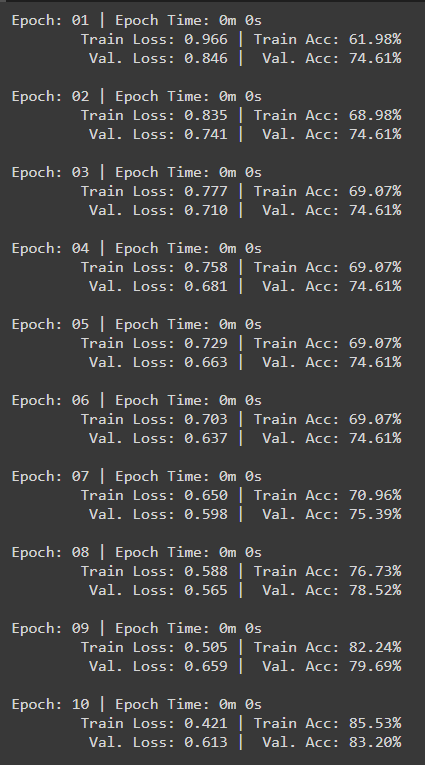 Epoch: 01 | Epoch Time: 0m 0s
Train Loss: 0.966 | Train Acc: 61.98%
Val. Loss: 0.846 | Val. Acc: 74.61%
Epoch: 02 | Epoch Time: 0m 0s
Train Loss: 0.835 | Train Acc: 68.98%
Val. Loss: 0.741 | Val. Acc: 74.61%
Epoch: 03 | Epoch Time: 0m 0s
Train Loss: 0.777 | Train Acc: 69.07%
Val. Loss: 0.710 | Val. Acc: 74.61%
Epoch: 04 | Epoch Time: 0m 0s
Train Loss: 0.758 | Train Acc: 69.07%
Val. Loss: 0.681 | Val. Acc: 74.61%
Epoch: 05 | Epoch Time: 0m 0s
Train Loss: 0.729 | Train Acc: 69.07%
Val. Loss: 0.663 | Val. Acc: 74.61%
Epoch: 06 | Epoch Time: 0m 0s
Train Loss: 0.703 | Train Acc: 69.07%
Val. Loss: 0.637 | Val. Acc: 74.61%
Epoch: 07 | Epoch Time: 0m 0s
Train Loss: 0.650 | Train Acc: 70.96%
Val. Loss: 0.598 | Val. Acc: 75.39%
Epoch: 08 | Epoch Time: 0m 0s
Train Loss: 0.588 | Train Acc: 76.73%
Val. Loss: 0.565 | Val. Acc: 78.52%
Epoch: 09 | Epoch Time: 0m 0s
Train Loss: 0.505 | Train Acc: 82.24%
Val. Loss: 0.659 | Val. Acc: 79.69%
Epoch: 10 | Epoch Time: 0m 0s
Train Loss: 0.421 | Train Acc: 85.53%
Val. Loss: 0.613 | Val. Acc: 83.20%